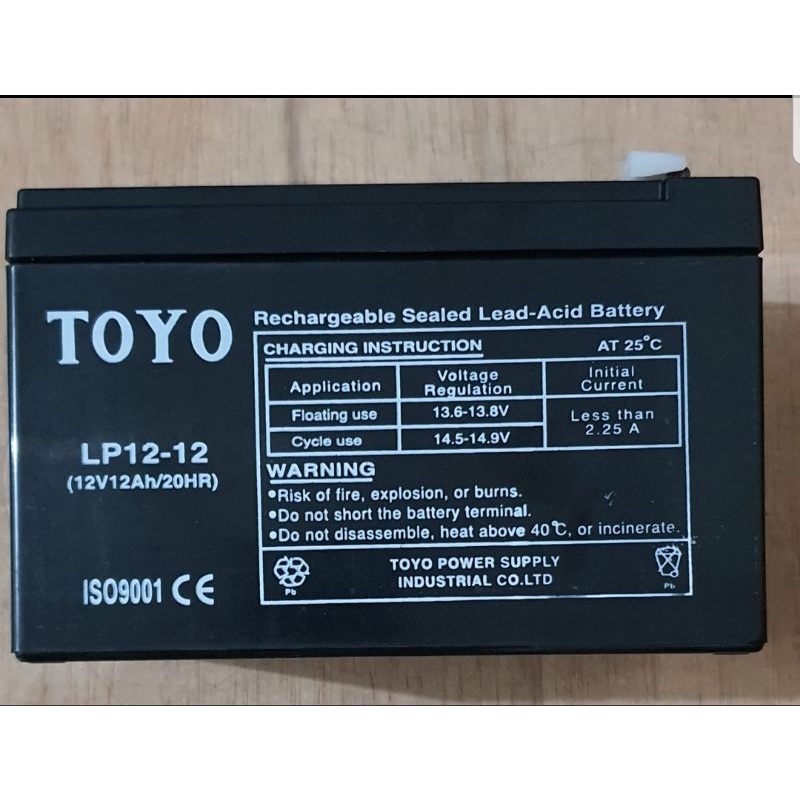 TOYO
LP12-12
(12V12Ah/20HR)
ISO9001 CE
Rechargeable Sealed Lead-Acid Battery
CHARGING INSTRUCTION AT 25°C
Application Voltage Regulation Initial Current
Floating use 13.6-13.8V Less than 2.25 A
Cycle use 14.5-14.9V
WARNING
•Risk of fire, explosion, or burns.
•Do not short the battery terminal.
•Do not disassemble, heat above 40°C, or incinerate.
Pb
TOYO POWER SUPPLY
INDUSTRIAL CO.LTD
Pb